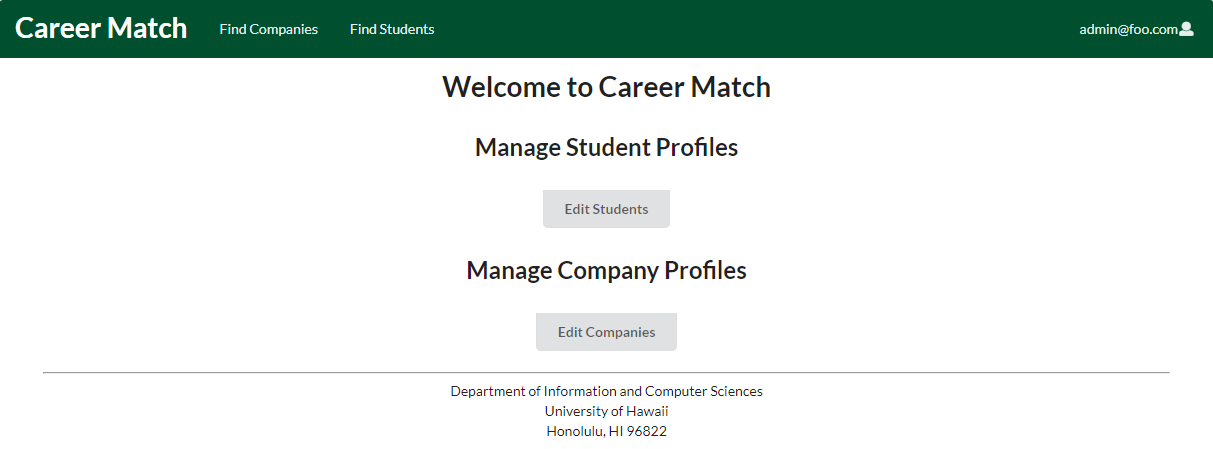 Career Match Find Companies Find Students admin@foo.com
Welcome to Career Match
Manage Student Profiles
Edit Students
Manage Company Profiles
Edit Companies
Department of Information and Computer Sciences
University of Hawaii
Honolulu, HI 96822